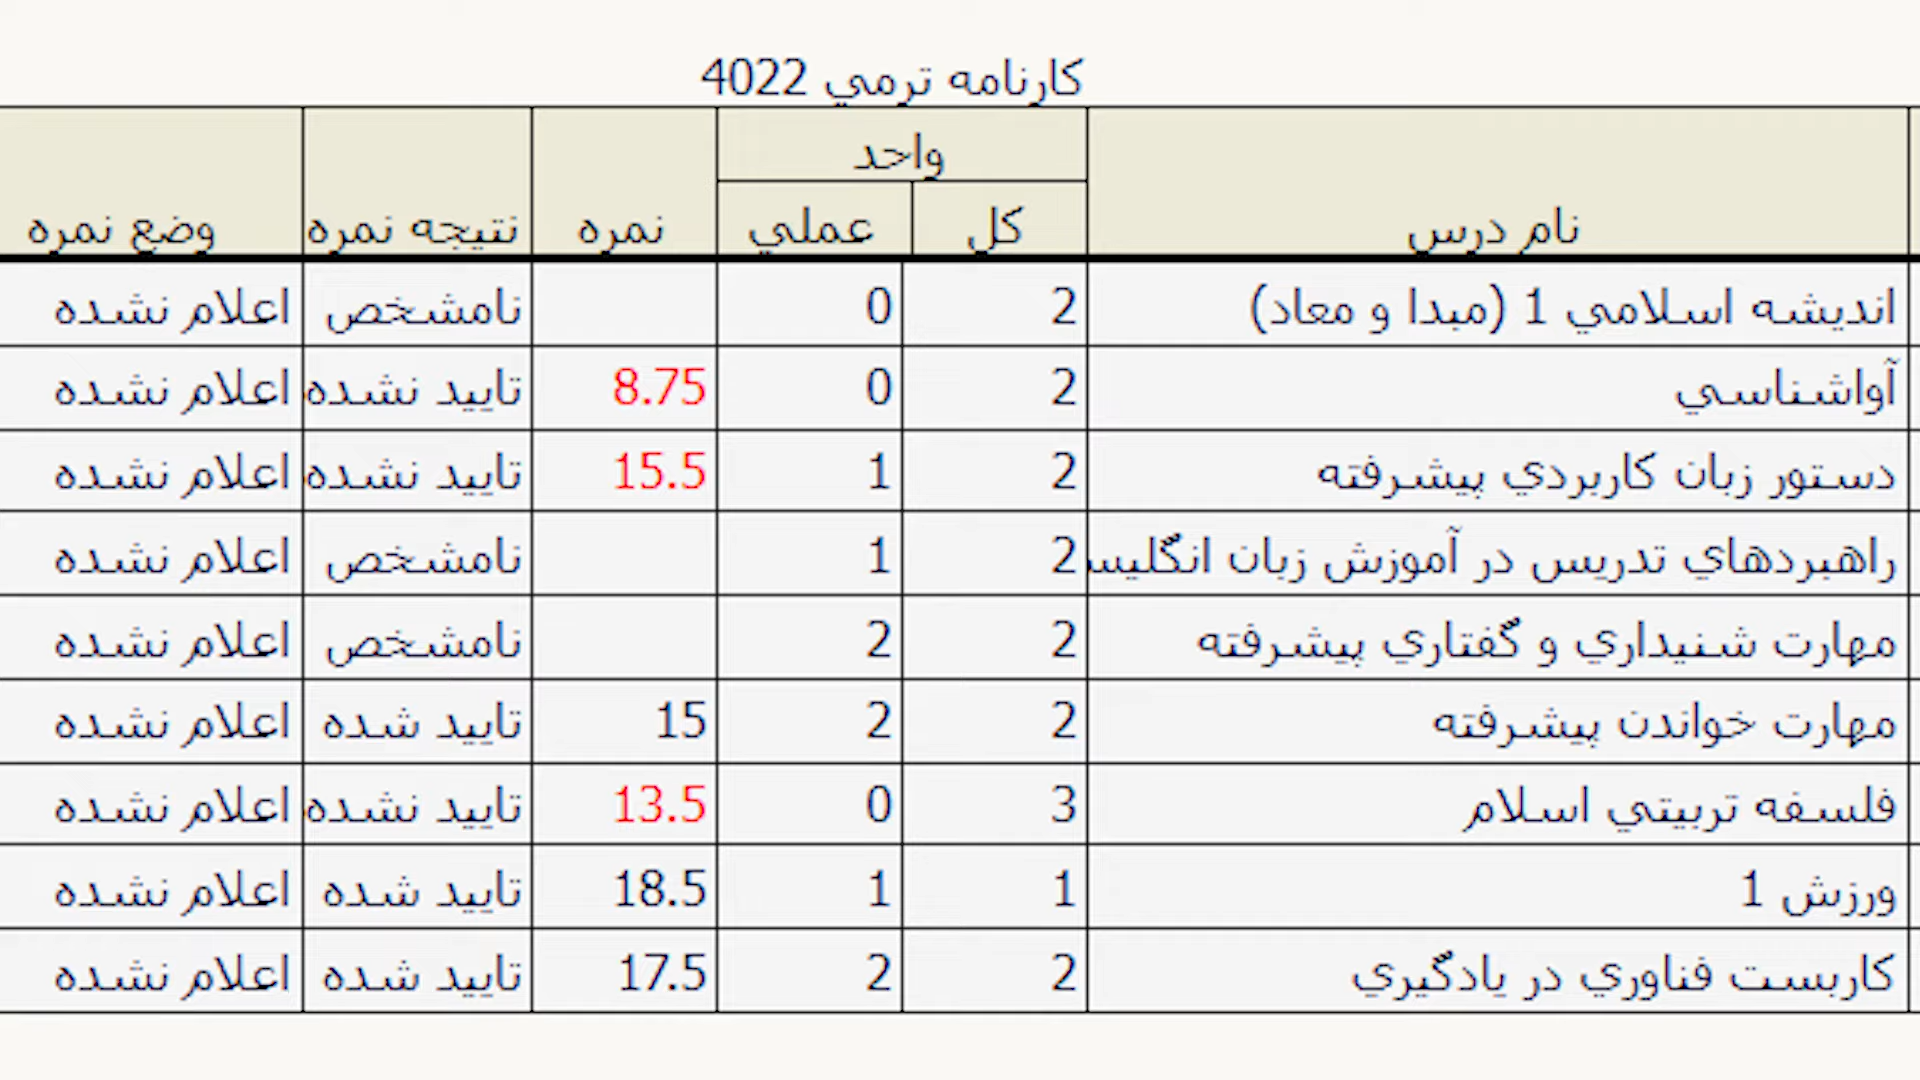 کارنامه ترمي 4022
نام درس واحد نمره نتيجه نمره وضع نمره
کل عملي
انديشه اسلامي 1 (مبدا و معاد) 2 0 نامشخص اعلام نشده
آواشناسي 2 0 8.75 تاييد نشده اعلام نشده
دستور زبان کاربردي پيشرفته 2 1 15.5 تاييد نشده اعلام نشده
راهبردهاي تدريس در آموزش زبان انگليس 2 1 نامشخص اعلام نشده
مهارت شنيداري و گفتاري پيشرفته 2 2 نامشخص اعلام نشده
مهارت خواندن پيشرفته 2 2 15 تاييد شده اعلام نشده
فلسفه تربيتي اسلام 3 0 13.5 تاييد نشده اعلام نشده
ورزش 1 1 1 18.5 تاييد شده اعلام نشده
کاربست فناوري در يادگيري 2 2 17.5 تاييد شده اعلام نشده